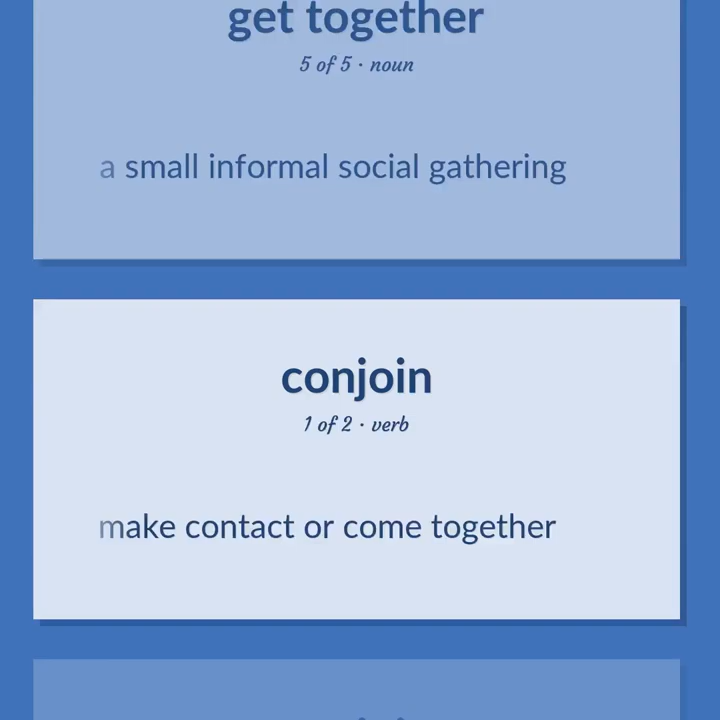 get together
5 of 5 · noun
a small informal social gathering
conjoin
1 of 2 · verb
make contact or come together